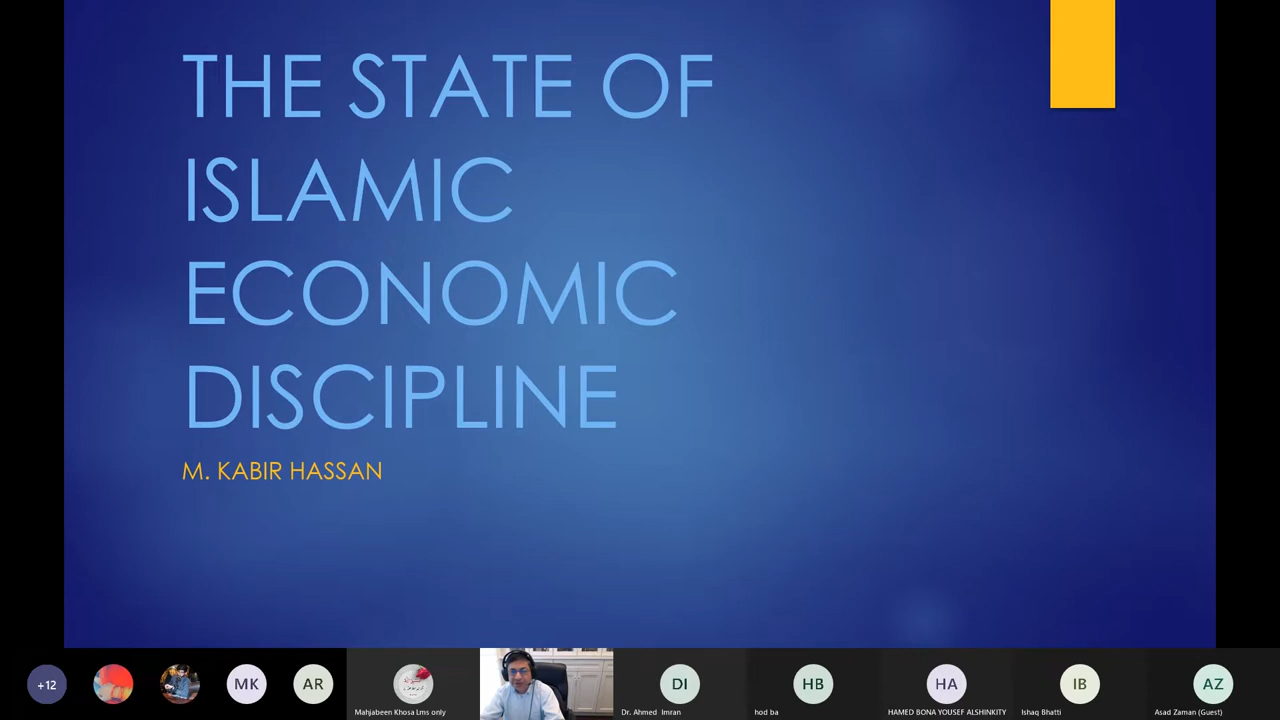 THE STATE OF
ISLAMIC
ECONOMIC
DISCIPLINE
M. KABIR HASSAN
+12
MK
AR
Mahjabeen Khosa Lms only
DI
Dr. Ahmed Imran
HB
hod ba
HA
HAMED BONA YOUSEF ALSHINKITY
IB
Ishaq Bhatti
AZ
Asad Zaman (Guest)